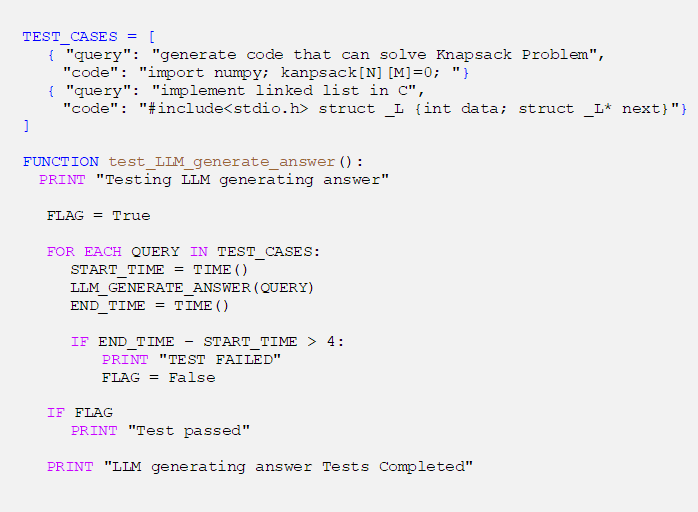 TEST_CASES = [
{ "query": "generate code that can solve Knapsack Problem",
"code": "import numpy; kanpsack[N][M]=0; "}
{ "query": "implement linked list in C",
"code": "#include<stdio.h> struct _L {int data; struct _L* next}"}
]
FUNCTION test_LLM_generate_answer():
PRINT "Testing LLM generating answer"
FLAG = True
FOR EACH QUERY IN TEST_CASES:
START_TIME = TIME()
LLM_GENERATE_ANSWER(QUERY)
END_TIME = TIME()
IF END_TIME - START_TIME > 4:
PRINT "TEST FAILED"
FLAG = False
IF FLAG
PRINT "Test passed"
PRINT "LLM generating answer Tests Completed"